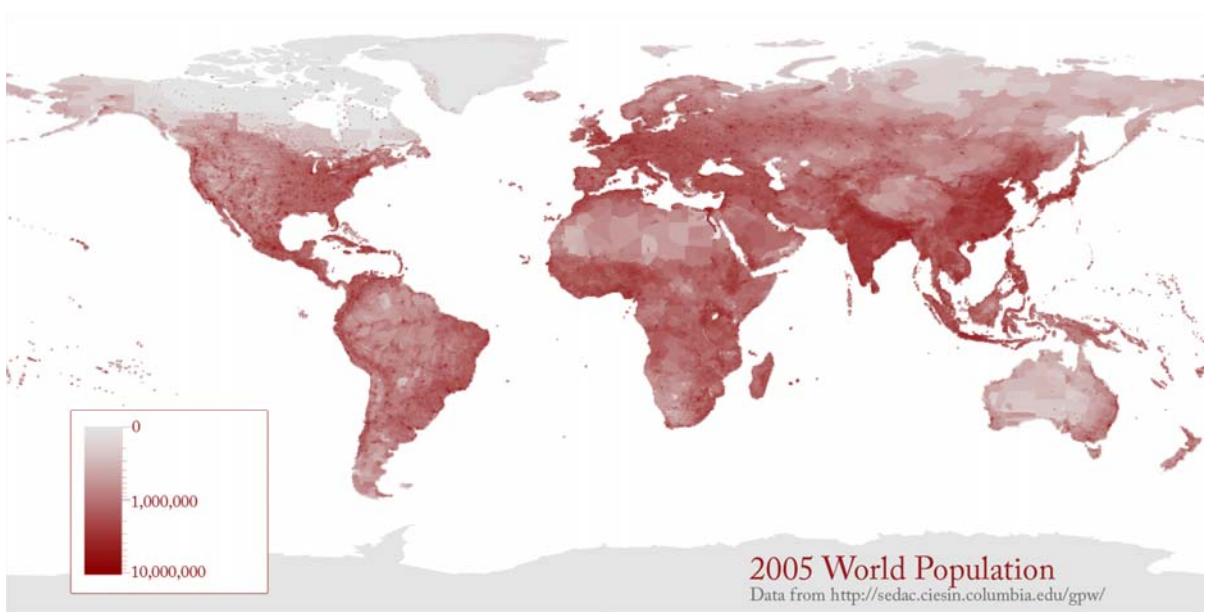 0
1,000,000
10,000,000
2005 World Population
Data from http://sedac.ciesin.columbia.edu/gpw/